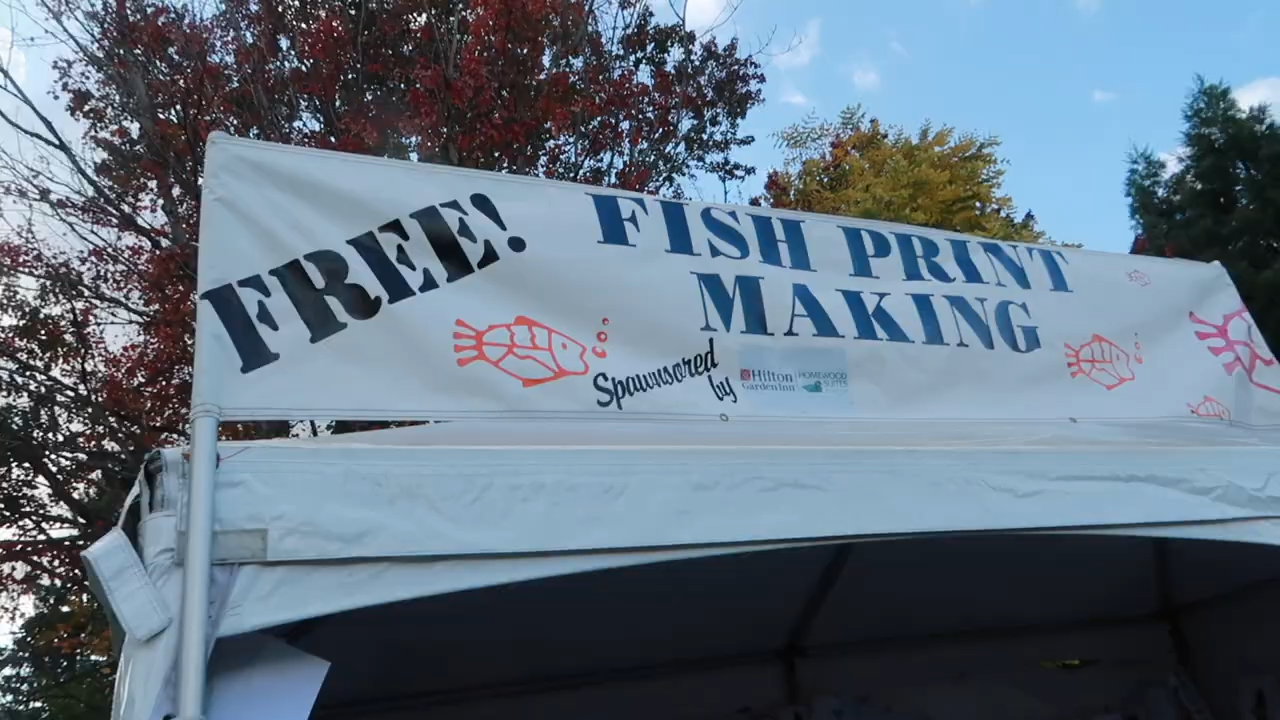 FREE!
FISH PRINT
MAKING
Spawnsored
by
Hilton
Garden Inn
HOMEWOOD
SUITES